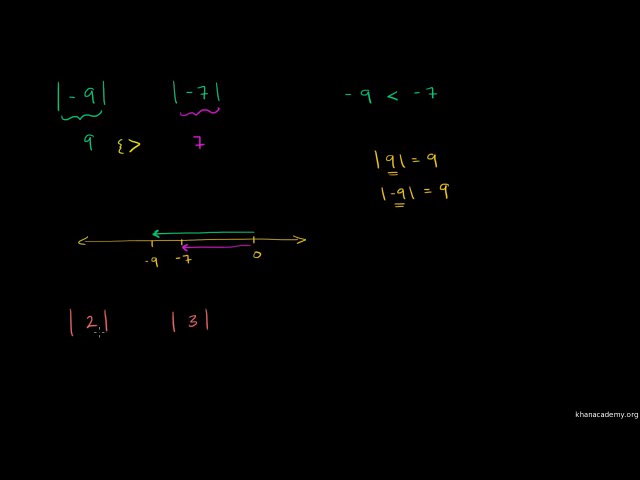 |-9| |-7| -9 < -7
9 > 7
|9| = 9
|-9| = 9
-9 -7 0
|2| |3|
khanacademy.org